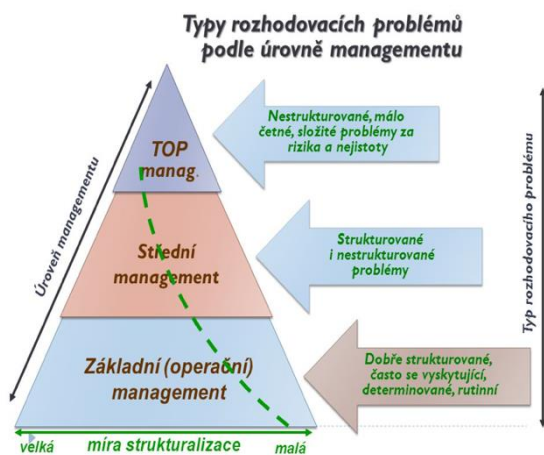 Typy rozhodovacích problémů
podle úrovně managementu
Úroveň managementu
TOP
manag.
Nestrukturované, málo
četné, složité problémy za
rizika a nejistoty
Střední
management
Strukturované
i nestrukturované
problémy
Základní (operační)
management
Dobře strukturované,
často se vyskytující,
determinované, rutinní
Typ rozhodovacího problému
velká
míra strukturalizace
malá